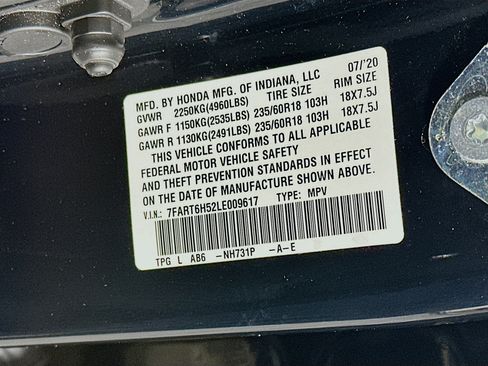 MFD. BY HONDA MFG. OF INDIANA, LLC 07/'20
GVWR 2250KG(4960LBS) TIRE SIZE RIM SIZE
GAWR F 1150KG(2535LBS) 235/60R18 103H 18X7.5J
GAWR R 1130KG(2491LBS) 235/60R18 103H 18X7.5J
THIS VEHICLE CONFORMS TO ALL APPLICABLE
FEDERAL MOTOR VEHICLE SAFETY
AND THEFT PREVENTION STANDARDS IN EFFECT
ON THE DATE OF MANUFACTURE SHOWN ABOVE.
V.I.N.: 7FART6H52LE009617 TYPE: MPV
TPG L AB6 -NH731P -A-E